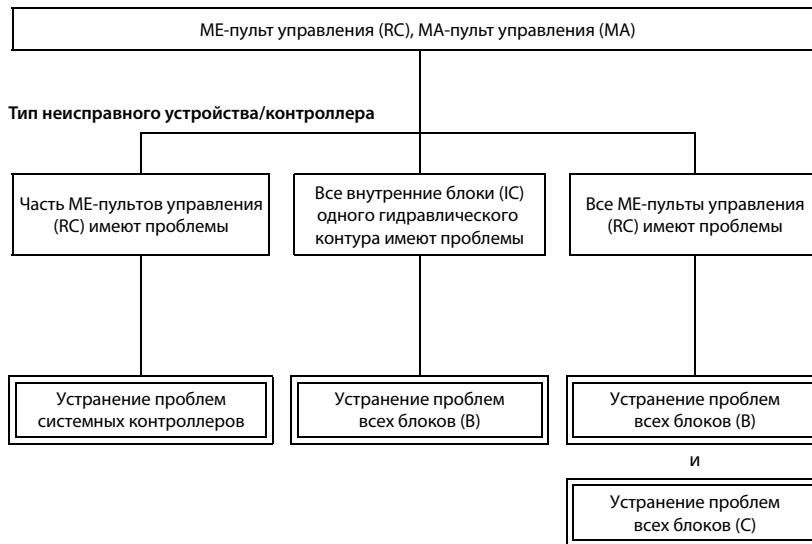 МЕ-пульт управления (RC), МА-пульт управления (МА)
Тип неисправного устройства/контроллера
Часть МЕ-пультов управления
(RC) имеют проблемы
Все внутренние блоки (IC)
одного гидравлического
контура имеют проблемы
Все МЕ-пульты управления
(RC) имеют проблемы
Устранение проблем
системных контроллеров
Устранение проблем
всех блоков (B)
Устранение проблем
всех блоков (B)
и
Устранение проблем
всех блоков (C)